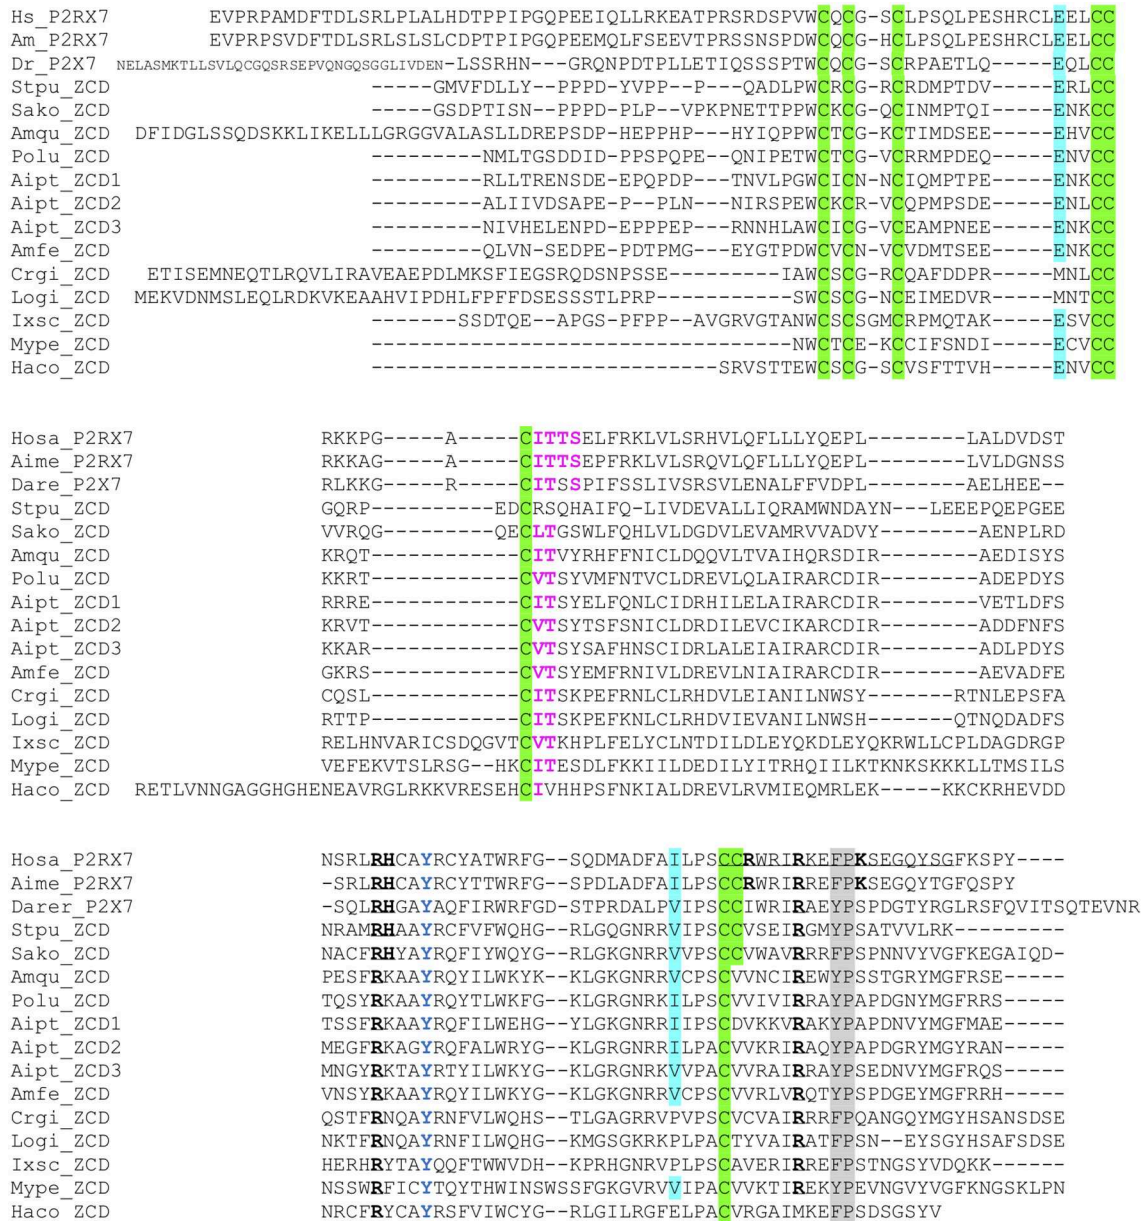 Hs_P2RX7 EVPRPAMDFTDLSRLPLALHDTPPIPGQPEEIQLLRKEATPRSRDSPVWCQCG-SCLPSQLPESHRCLEELCC
Am_P2RX7 EVPRPSVDFTDLSRLSLSLCDPTPIPGQPEEMQLFSEEVTPRSSNSPDWCQCG-HCLPSQLPESHRCLEELCC
Dr_P2X7 NELASMKTLLSVLQCGQSRSEPVQNGQSGGLIVDEN-LSSRHN---GRQNPDTPLLETIQSSSPTWCQCG-SCRPAETLQ-----EQLCC
Stpu_ZCD -----GMVFDLLY-PPPD-YVPP--P---QADLPWCRCG-RCRDMPTDV-----ERLCC
Sako_ZCD -----GSDPTISN-PPPD-PLP--VPKPNETTPPWCKCG-QCINMPTQI-----ENKCC
Amqu_ZCD DFIDGLSSQDSKKLIKELLLGRGGVALASLLDREPSDP-HEPPHP---HYIQPPWCTCG-KCTIMDSEE-----EHVCC
Polu_ZCD ---------NMLTGSDDID-PPSPQPE--QNIPETWCTCG-VCRRMPDEQ-----ENVCC
Aipt_ZCD1 ---------RLLTRENSDE-EPQPDP---TNVLPGWCICN-NCIQMPTPE-----ENKCC
Aipt_ZCD2 ---------ALIIVDSAPE-P--PLN---NIRSPEWCKCR-VCQPMPSDE-----ENLCC
Aipt_ZCD3 ---------NIVHELENPD-EPPPEP---RNNHLAWCICG-VCEAMPNEE-----ENKCC
Amfe_ZCD ---------QLVN-SEDPE-PDTPMG---EYGTPDWCVCN-VCVDMTSEE-----ENKCC
Crgi_ZCD ETISEMNEQTLRQVLIRAVEAEPDLMKSFIEGSRQDSNPSSE---------IAWCSCG-RCQAFDDPR-----MNLCC
Logi_ZCD MEKVDNMSLEQLRDKVKEAAHVIPDHLFPFFDSESSSTLPRP-----------SWCSCG-NCEIMEDVR-----MNTCC
Ixsc_ZCD -------SSDTQE--APGS-PFPP--AVGRVGTANWCSCSGMCRPMQTAK-----ESVCC
Mype_ZCD ----------------------------------NWCTCE-KCCIFSNDI-----ECVCC
Haco_ZCD ----------------------------SRVSTTEWCSCG-SCVSFTTVH-----ENVCC
Hosa_P2RX7 RKKPG-----A-----CITTSELFRKLVLSRHVLQFLLLYQEPL--------LALDVDST
Aime_P2RX7 RKKAG-----A-----CITTSEPFRKLVLSRQVLQFLLLYQEPL--------LVLDGNSS
Dare_P2X7 RLKKG-----R-----CITSSSPIFSSLIVSRSVLENALFFVDPL-------AELHEE--
Stpu_ZCD GQRP----------EDCRSQHAIFQ-LIVDEVALLIQRAMWNDAYN---LEEEPQEPGEE
Sako_ZCD VVRQG---------QECLTGSWLFQHLVLDGDVLEVAMRVVADVY-------AENPLRD
Amqu_ZCD KRQT------------CITVYRHFFNICLDQQVLTVAIHQRSDIR--------AEDISYS
Polu_ZCD KKRT------------CVTSYVMFNTVCLDREVLQLAIRARCDIR--------ADEPDYS
Aipt_ZCD1 RRRE------------CITSYELFQNLCIDRHILELAIRARCDIR--------VETLDFS
Aipt_ZCD2 KRVT------------CVTSYTSFSNICLDRDILEVCIKARCDIR--------ADDFNFS
Aipt_ZCD3 KKAR------------CVTSYSAFHNSCIDRLALEIAIRARCDIR--------ADLPDYS
Amfe_ZCD GKRS------------CVTSYEMFRNIVLDREVLNIAIRARCDIR--------AEVADFE
Crgi_ZCD CQSL------------CITSKPEFRNLCLRHDVLEIANILNWSY--------RTNLEPSFA
Logi_ZCD RTTP------------CITSKPEFKNLCLRHDVIEVANILNWSH-------QTNQDADFS
Ixsc_ZCD RELHNVARICSDQGVTCVTKHPLFELYCLNTDILDLEYQKDLEYQKRWLLCPLDAGDRGP
Mype_ZCD VEFEKVTSLRSG--HKCITESDLFKKIILDEDILYITRHQIILKTKNKSKKKLLTMSILS
Haco_ZCD RETLVNNGAGGHGHENEAVRGLRKKVRESEHCIVHHPSFNKIALDREVLRVMIEQMRLEK-----KKCKRHEVDD
Hosa_P2RX7 NSRLRHCAYRCYATWRFG--SQDMADFAILPSCCRWRIRKEFPKSEGQYSGFKSPY----
Aime_P2RX7 -SRLRHCAYRCYTTWRFG--SPDLADFAILPSCCRWRIRREFPKSEGQYTGFQSPY
Darer_P2X7 -SQLRHGAYAQFIRWRFGD-STPRDALPVIPSCCIWRIRAEYPSPDGTYRGLRSFQVITSQTEVNR
Stpu_ZCD NRAMRHAAYRCFVFWQHG--RLGQGNRRVIPSCCVSEIRGMYPSATVVLRK---------
Sako_ZCD NACFRHYAYRQFIYWQYG--RLGRGNRRVVPSCCVWAVRRRFPSPNNVYVGFKEGAIQD-
Amqu_ZCD PESFRKAAYRQYILWKYK--KLGRGNRRVCPSCVVNCIREWYPSSTGRYMGFRSE-----
Polu_ZCD TQSYRKAAYRQYTLWKFG--KLGRGNRKILPSCVVIVIRRAYPAPDGNYMGFRRS-----
Aipt_ZCD1 TSSFRKAAYRQFILWEHG--YLGKGNRRIIPSCDVKKVRAKYPAPDNVYMGFMAE-----
Aipt_ZCD2 MEGFRKAGYRQFALWRYG--KLGRGNRRILPACVVKRIRAQYPAPDGRYMGYRAN-----
Aipt_ZCD3 MNGYRKTAYRTYILWKYG--KLGRGNRKVVPACVVRAIRRAYPSEDNVYMGFRQS-----
Amfe_ZCD VNSYRKAAYRQYILWKYG--KLGKGNRRVCPSCVVRLVRQTYPSPDGEYMGFRRH-----
Crgi_ZCD QSTFRNQAYRNFVLWQHS--TLGAGRRVPVPSCVCVAIRRRFPQANGQYMGYHSANSDSE
Logi_ZCD NKTFRNQAYRNFILWQHG--KMGSGKRKPLPACTYVAIRATFPSN--EYSGYHSAFSDSE
Ixsc_ZCD HERHRYTAYQQFTWWVDH--KPRHGNRVPLPSCAVERIRREFPSTNGSYVDQKK------
Mype_ZCD NSSWRFICYTQYTHWINSWSSFGKGVRVVIPACVVKTIREKYPEVNGVYVGFKNGSKLPN
Haco_ZCD NRCFRYCAYRSFVIWCYG--RLGILRGFELPACVRGAIMKEFPSDSGSYV